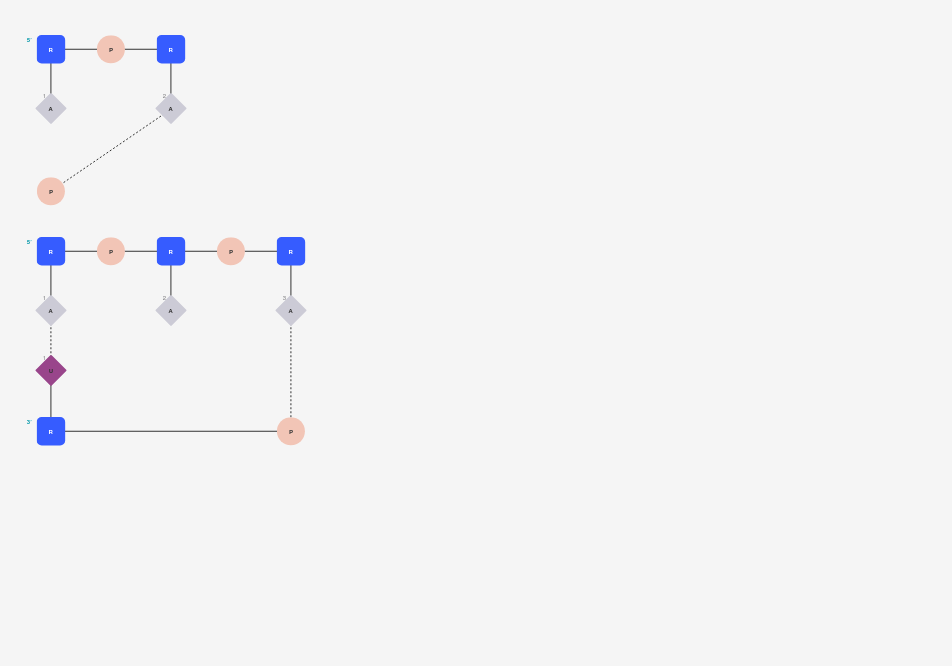 5' R P R
1 A 2 A
P
5' R P R P R
1 A 2 A 3 A
1 U
3' R P